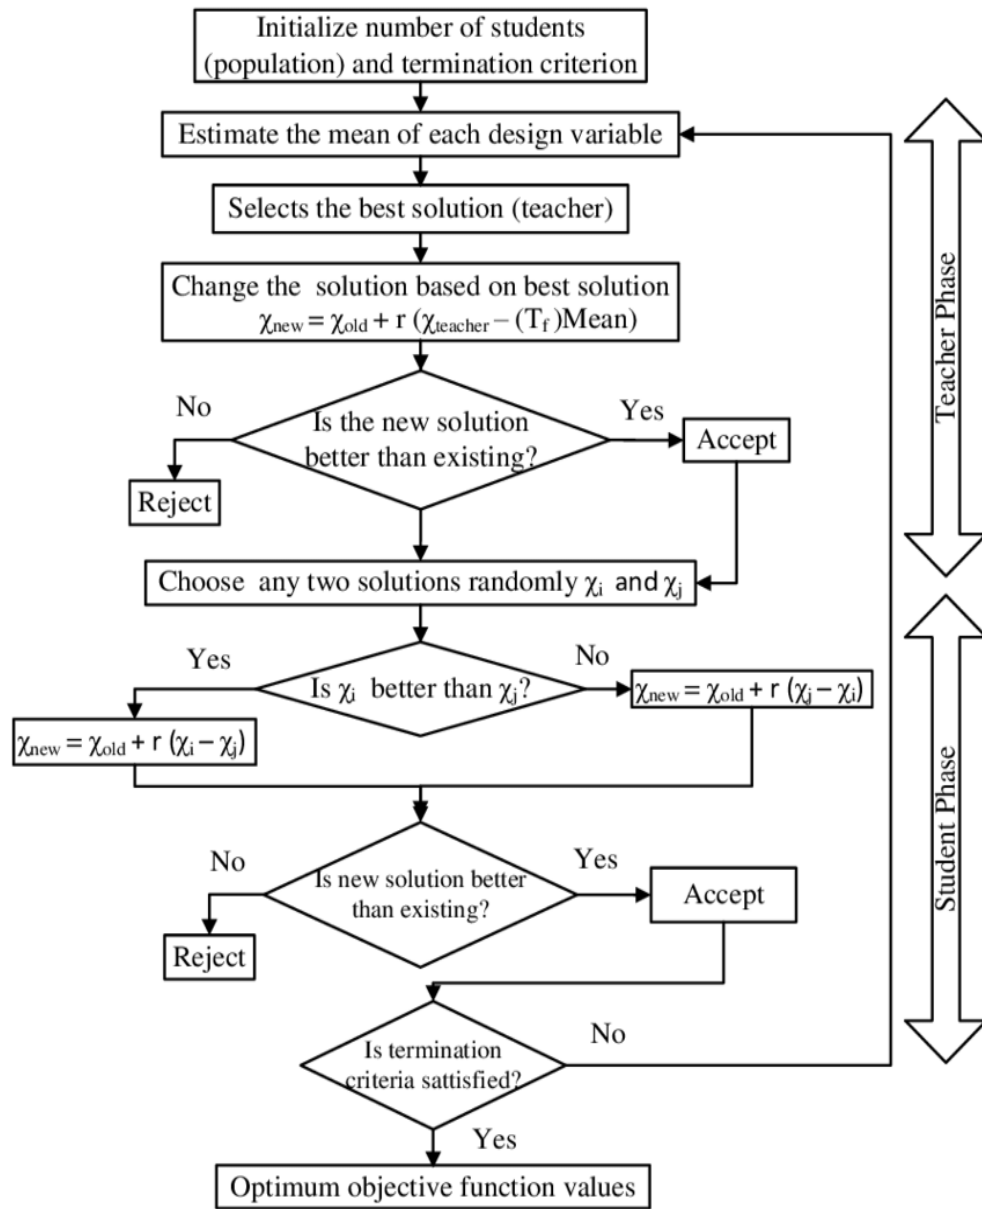 Initialize number of students
(population) and termination criterion
Estimate the mean of each design variable
Selects the best solution (teacher)
Change the solution based on best solution
χnew = χold + r (χteacher – (Tf)Mean)
No
Is the new solution
better than existing?
Yes
Accept
Reject
Choose any two solutions randomly χi and χj
Yes
Is χi better than χj?
No
χnew = χold + r (χj – χi)
χnew = χold + r (χi – χj)
No
Is new solution better
than existing?
Yes
Accept
Reject
Is termination
criteria sattisfied?
No
Yes
Optimum objective function values
Teacher Phase
Student Phase